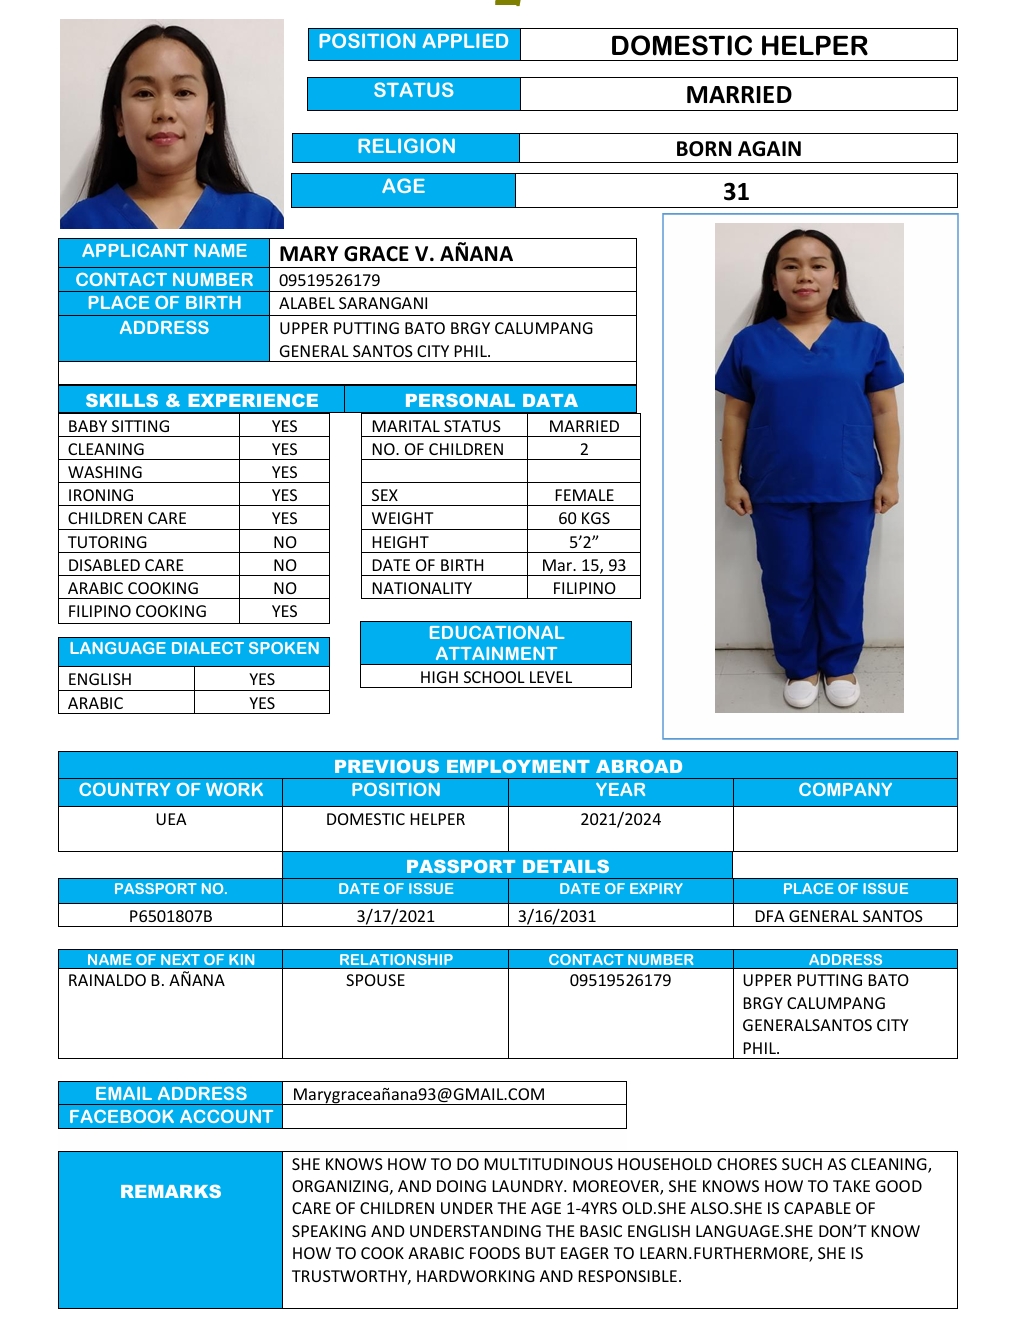 POSITION APPLIED DOMESTIC HELPER
STATUS MARRIED
RELIGION BORN AGAIN
AGE 31
APPLICANT NAME MARY GRACE V. AÑANA
CONTACT NUMBER 09519526179
PLACE OF BIRTH ALABEL SARANGANI
ADDRESS UPPER PUTTING BATO BRGY CALUMPANG
GENERAL SANTOS CITY PHIL.
SKILLS & EXPERIENCE
BABY SITTING YES
CLEANING YES
WASHING YES
IRONING YES
CHILDREN CARE YES
TUTORING NO
DISABLED CARE NO
ARABIC COOKING NO
FILIPINO COOKING YES
LANGUAGE DIALECT SPOKEN
ENGLISH YES
ARABIC YES
PERSONAL DATA
MARITAL STATUS MARRIED
NO. OF CHILDREN 2
SEX FEMALE
WEIGHT 60 KGS
HEIGHT 5’2”
DATE OF BIRTH Mar. 15, 93
NATIONALITY FILIPINO
EDUCATIONAL
ATTAINMENT
HIGH SCHOOL LEVEL
PREVIOUS EMPLOYMENT ABROAD
COUNTRY OF WORK POSITION YEAR COMPANY
UEA DOMESTIC HELPER 2021/2024
PASSPORT DETAILS
PASSPORT NO. DATE OF ISSUE DATE OF EXPIRY PLACE OF ISSUE
P6501807B 3/17/2021 3/16/2031 DFA GENERAL SANTOS
NAME OF NEXT OF KIN RELATIONSHIP CONTACT NUMBER ADDRESS
RAINALDO B. AÑANA SPOUSE 09519526179 UPPER PUTTING BATO
BRGY CALUMPANG
GENERALSANTOS CITY
PHIL.
EMAIL ADDRESS Marygraceañana93@GMAIL.COM
FACEBOOK ACCOUNT
REMARKS
SHE KNOWS HOW TO DO MULTITUDINOUS HOUSEHOLD CHORES SUCH AS CLEANING,
ORGANIZING, AND DOING LAUNDRY. MOREOVER, SHE KNOWS HOW TO TAKE GOOD
CARE OF CHILDREN UNDER THE AGE 1-4YRS OLD.SHE ALSO.SHE IS CAPABLE OF
SPEAKING AND UNDERSTANDING THE BASIC ENGLISH LANGUAGE.SHE DON’T KNOW
HOW TO COOK ARABIC FOODS BUT EAGER TO LEARN.FURTHERMORE, SHE IS
TRUSTWORTHY, HARDWORKING AND RESPONSIBLE.